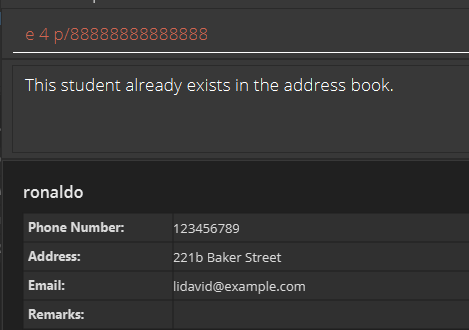 e 4 p/88888888888888
This student already exists in the address book.
ronaldo
Phone Number: 123456789
Address: 221b Baker Street
Email: lidavid@example.com
Remarks: